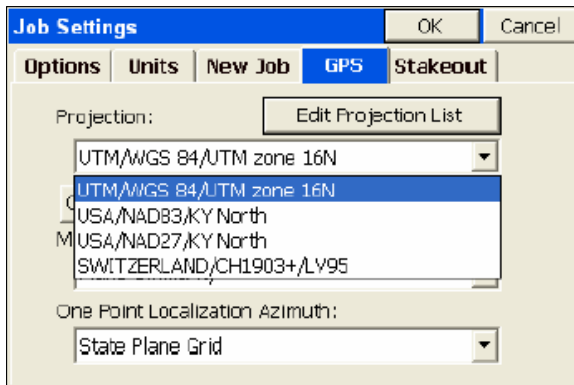 Job Settings OK Cancel
Options Units New Job GPS Stakeout
Projection: Edit Projection List
UTM/WGS 84/UTM zone 16N
UTM/WGS 84/UTM zone 16N
USA/NAD83/KY North
USA/NAD27/KY North
SWITZERLAND/CH1903+/LV95
One Point Localization Azimuth:
State Plane Grid